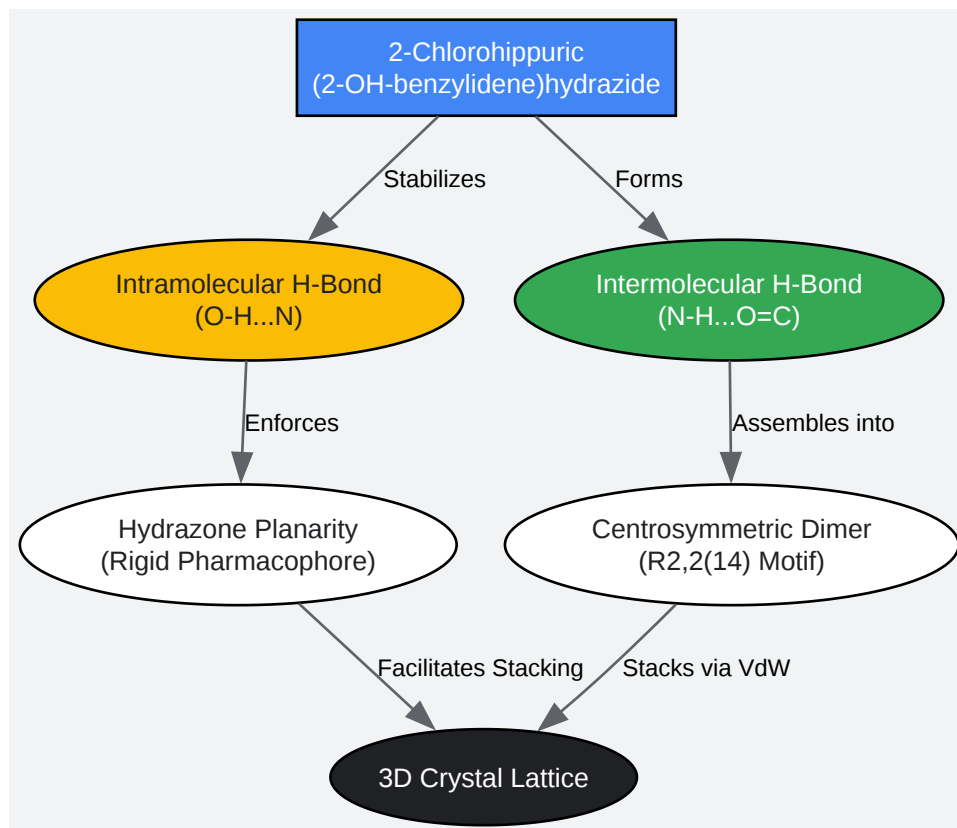 2-Chlorohippuric
(2-OH-benzylidene)hydrazide
Stabilizes
Forms
Intramolecular H-Bond
(O-H...N)
Intermolecular H-Bond
(N-H...O=C)
Enforces
Assembles into
Hydrazone Planarity
(Rigid Pharmacophore)
Centrosymmetric Dimer
(R2,2(14) Motif)
Facilitates Stacking
Stacks via VdW
3D Crystal Lattice